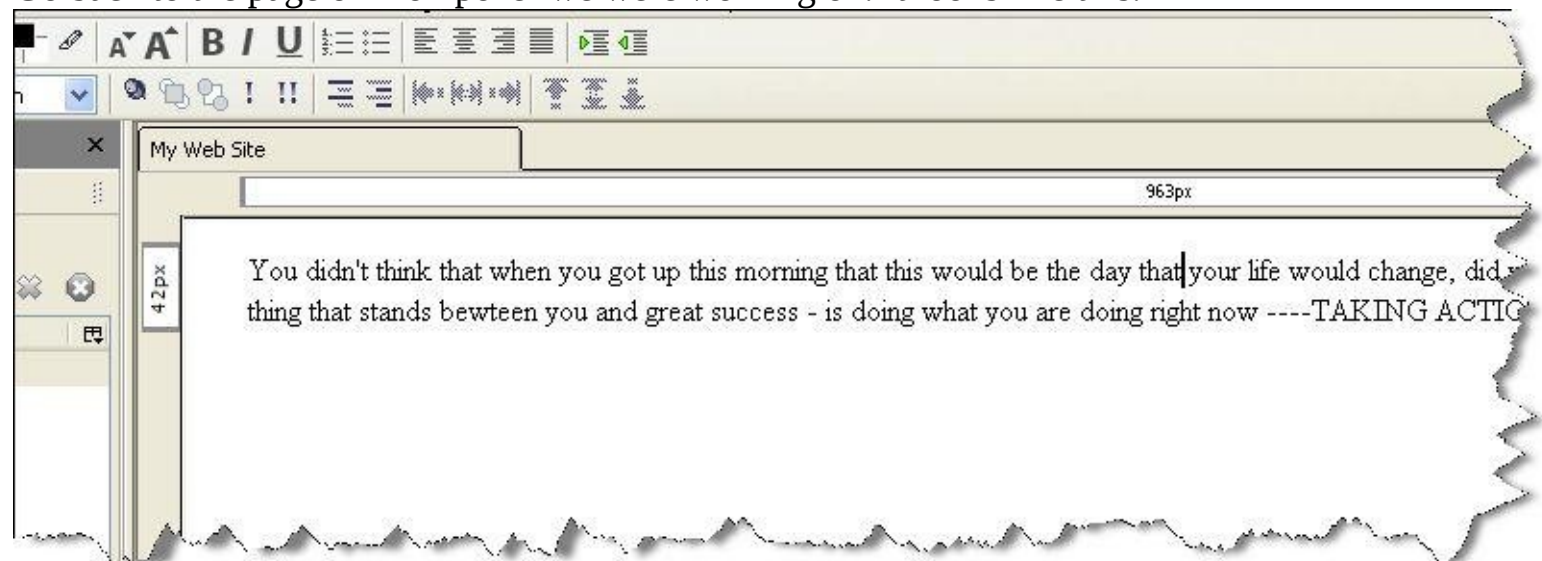 B I U
! !!
My Web Site
963px
42px
You didn't think that when you got up this morning that this would be the day that your life would change, did
thing that stands bewteen you and great success - is doing what you are doing right now ----TAKING